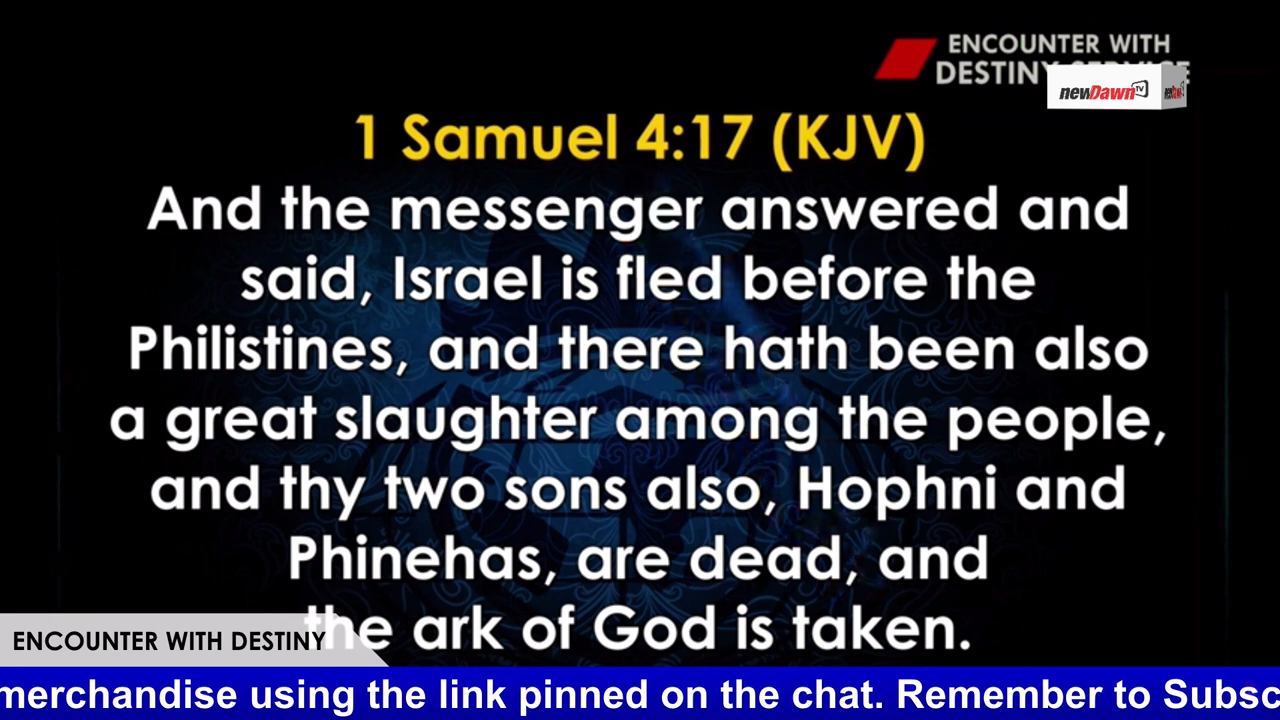 ENCOUNTER WITH
DESTINY SERVICE
newDawn TV
1 Samuel 4:17 (KJV)
And the messenger answered and
said, Israel is fled before the
Philistines, and there hath been also
a great slaughter among the people,
and thy two sons also, Hophni and
Phinehas, are dead, and
the ark of God is taken.
ENCOUNTER WITH DESTINY
merchandise using the link pinned on the chat. Remember to Subsc